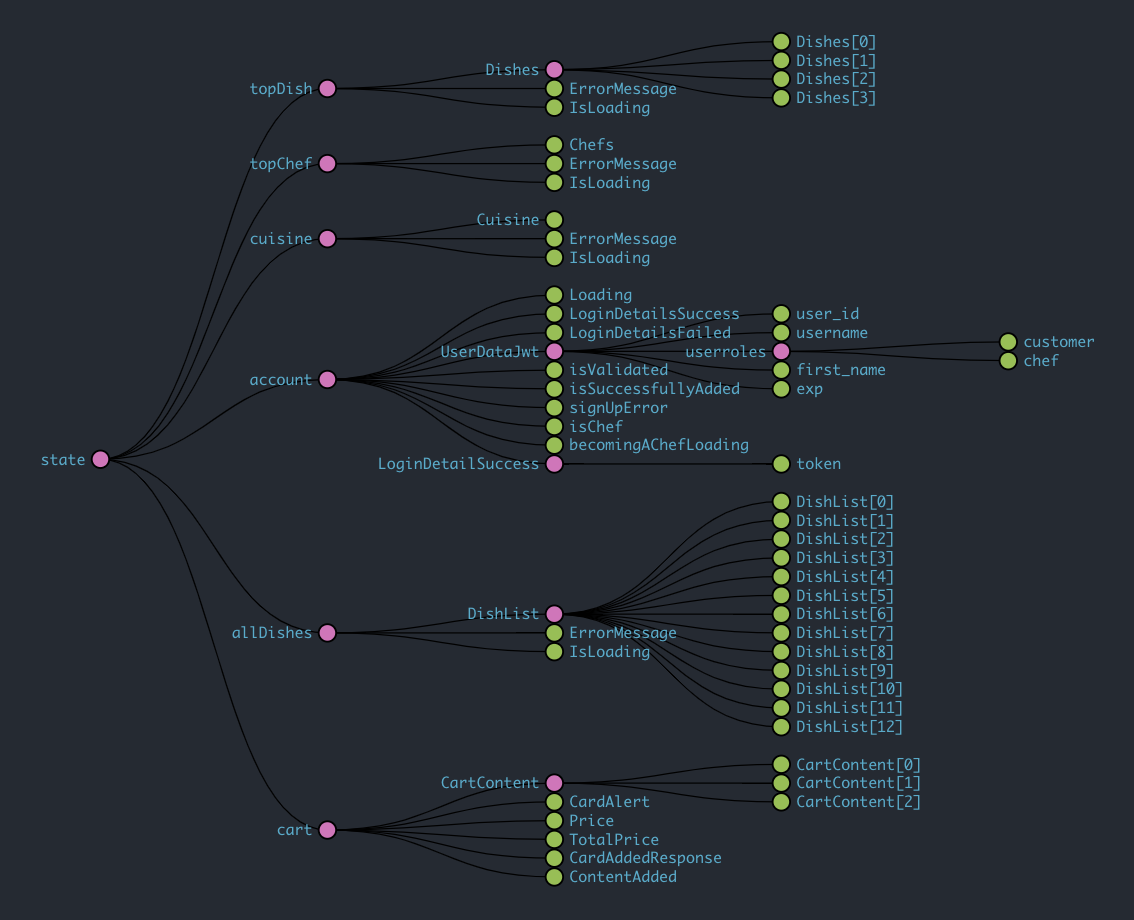 state
topDish
Dishes
Dishes[0]
Dishes[1]
Dishes[2]
Dishes[3]
ErrorMessage
IsLoading
topChef
Chefs
ErrorMessage
IsLoading
cuisine
Cuisine
ErrorMessage
IsLoading
account
Loading
LoginDetailsSuccess
LoginDetailsFailed
UserDataJwt
user_id
username
userroles
customer
chef
first_name
exp
isValidated
isSuccessfullyAdded
signUpError
isChef
becomingAChefLoading
LoginDetailSuccess
token
allDishes
DishList
DishList[0]
DishList[1]
DishList[2]
DishList[3]
DishList[4]
DishList[5]
DishList[6]
DishList[7]
DishList[8]
DishList[9]
DishList[10]
DishList[11]
DishList[12]
ErrorMessage
IsLoading
cart
CartContent
CartContent[0]
CartContent[1]
CartContent[2]
CardAlert
Price
TotalPrice
CardAddedResponse
ContentAdded